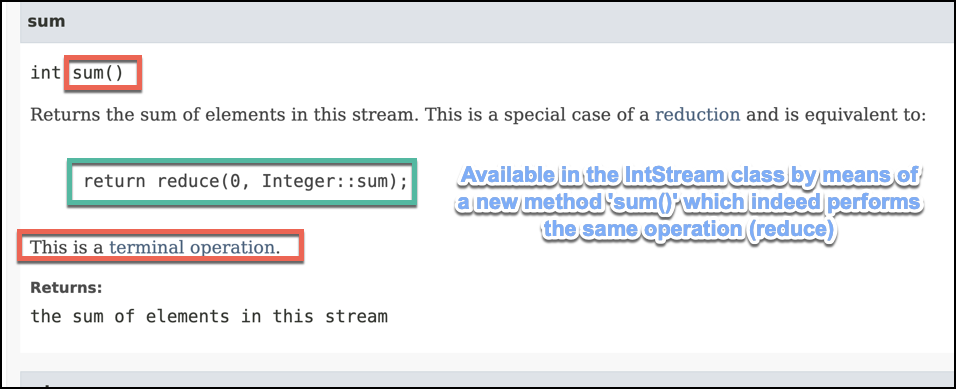 sum
int sum()
Returns the sum of elements in this stream. This is a special case of a reduction and is equivalent to:
return reduce(0, Integer::sum);
Available in the IntStream class by means of
a new method 'sum()' which indeed performs
the same operation (reduce)
This is a terminal operation.
Returns:
the sum of elements in this stream